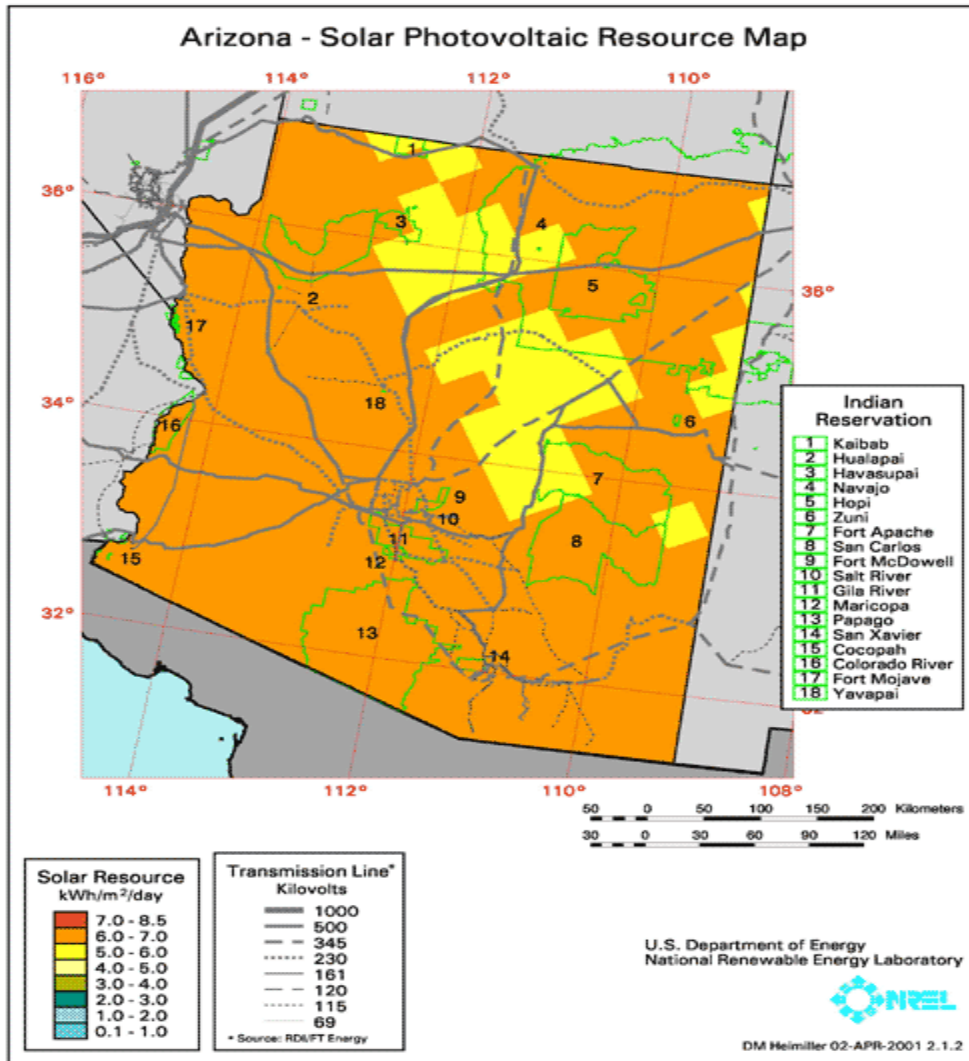 Arizona - Solar Photovoltaic Resource Map
116° 114° 112° 110°
36°
36°
34°
32°
114° 112° 110° 108°
1
2
3
4
5
6
7
8
9
10
11
12
13
14
15
16
17
18
Indian
Reservation
1 Kaibab
2 Hualapai
3 Havasupai
4 Navajo
5 Hopi
6 Zuni
7 Fort Apache
8 San Carlos
9 Fort McDowell
10 Salt River
11 Gila River
12 Maricopa
13 Papago
14 San Xavier
15 Cocopah
16 Colorado River
17 Fort Mojave
18 Yavapai
50 0 50 100 150 200 Kilometers
30 0 30 60 90 120 Miles
Solar Resource
kWh/m²/day
7.0 - 8.5
6.0 - 7.0
5.0 - 6.0
4.0 - 5.0
3.0 - 4.0
2.0 - 3.0
1.0 - 2.0
0.1 - 1.0
Transmission Line*
Kilovolts
1000
500
345
230
161
120
115
69
* Source: RDI/FT Energy
U.S. Department of Energy
National Renewable Energy Laboratory
NREL
DM Heimiller 02-APR-2001 2.1.2